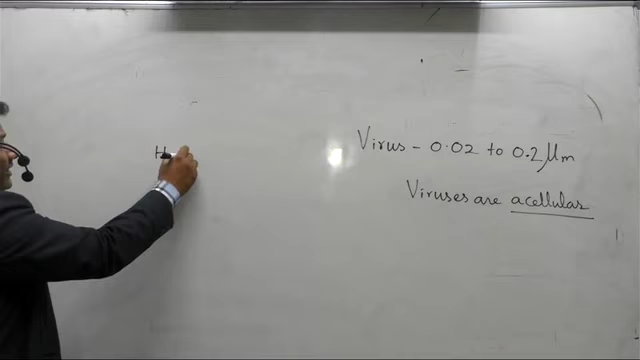 H
Virus - 0.02 to 0.2 μm
Viruses are acellular